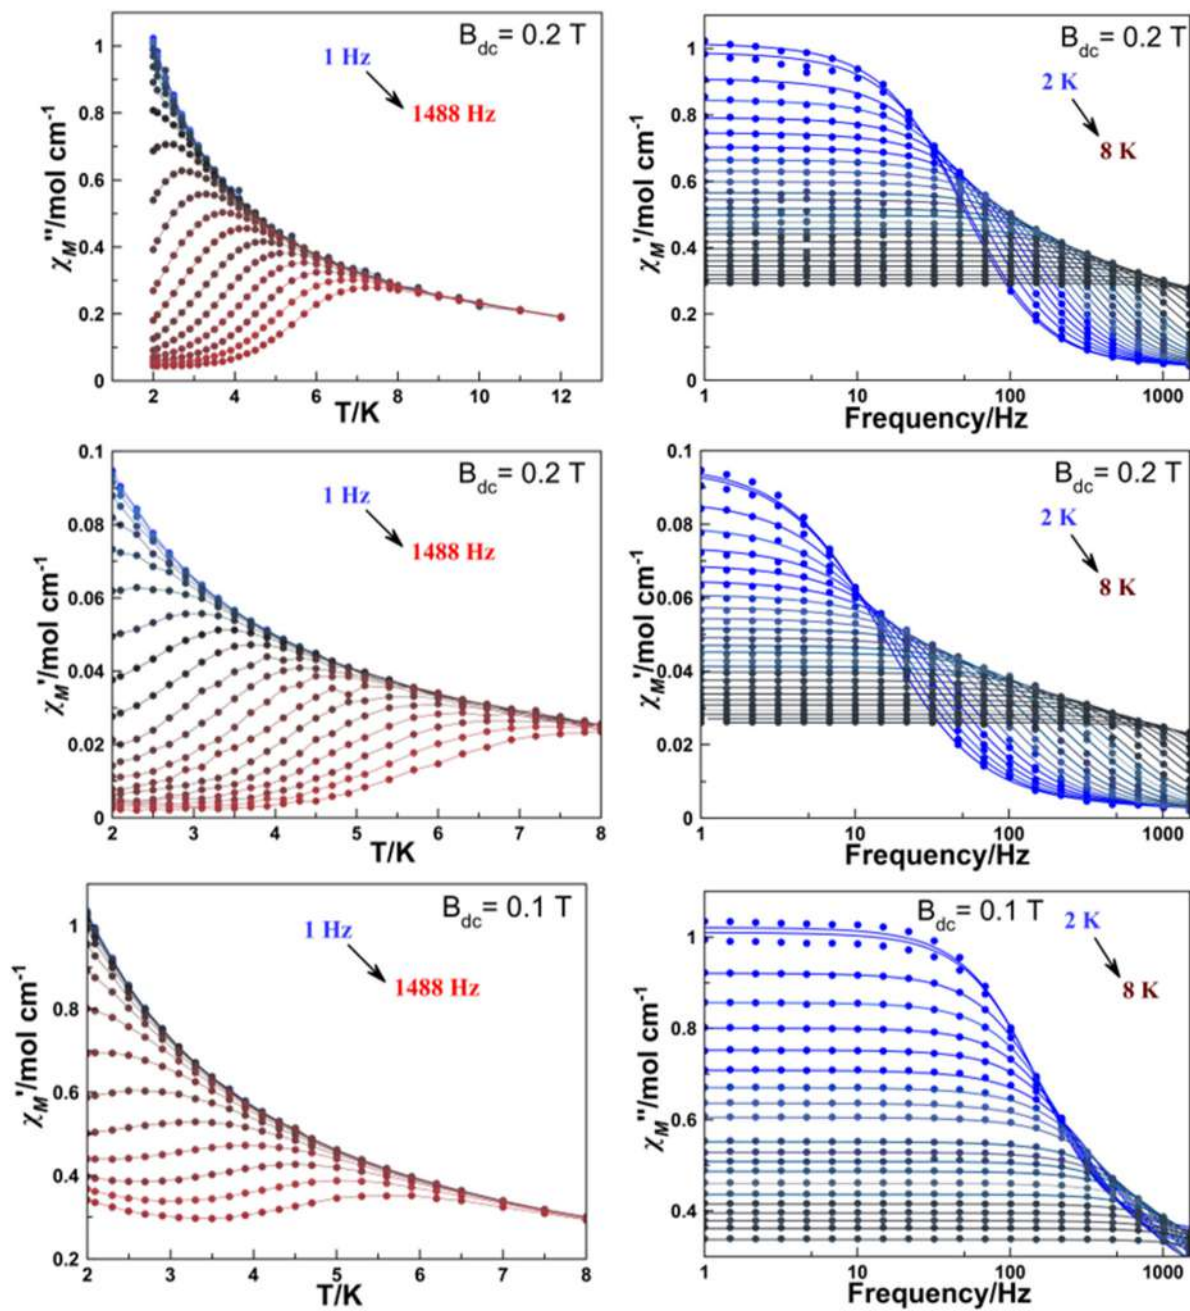 B_dc = 0.2 T
1 Hz
1488 Hz
χ_M''/mol cm⁻¹
1
0.8
0.6
0.4
0.2
0
2 4 6 8 10 12
T/K
B_dc = 0.2 T
2 K
8 K
χ_M'/mol cm⁻¹
1
0.8
0.6
0.4
0.2
0
1 10 100 1000
Frequency/Hz
B_dc = 0.2 T
1 Hz
1488 Hz
χ_M'/mol cm⁻¹
0.1
0.08
0.06
0.04
0.02
0
2 3 4 5 6 7 8
T/K
B_dc = 0.2 T
2 K
8 K
χ_M'/mol cm⁻¹
0.1
0.08
0.06
0.04
0.02
0
1 10 100 1000
Frequency/Hz
B_dc = 0.1 T
1 Hz
1488 Hz
χ_M'/mol cm⁻¹
1
0.8
0.6
0.4
0.2
2 3 4 5 6 7 8
T/K
B_dc = 0.1 T
2 K
8 K
χ_M''/mol cm⁻¹
1
0.8
0.6
0.4
1 10 100 1000
Frequency/Hz